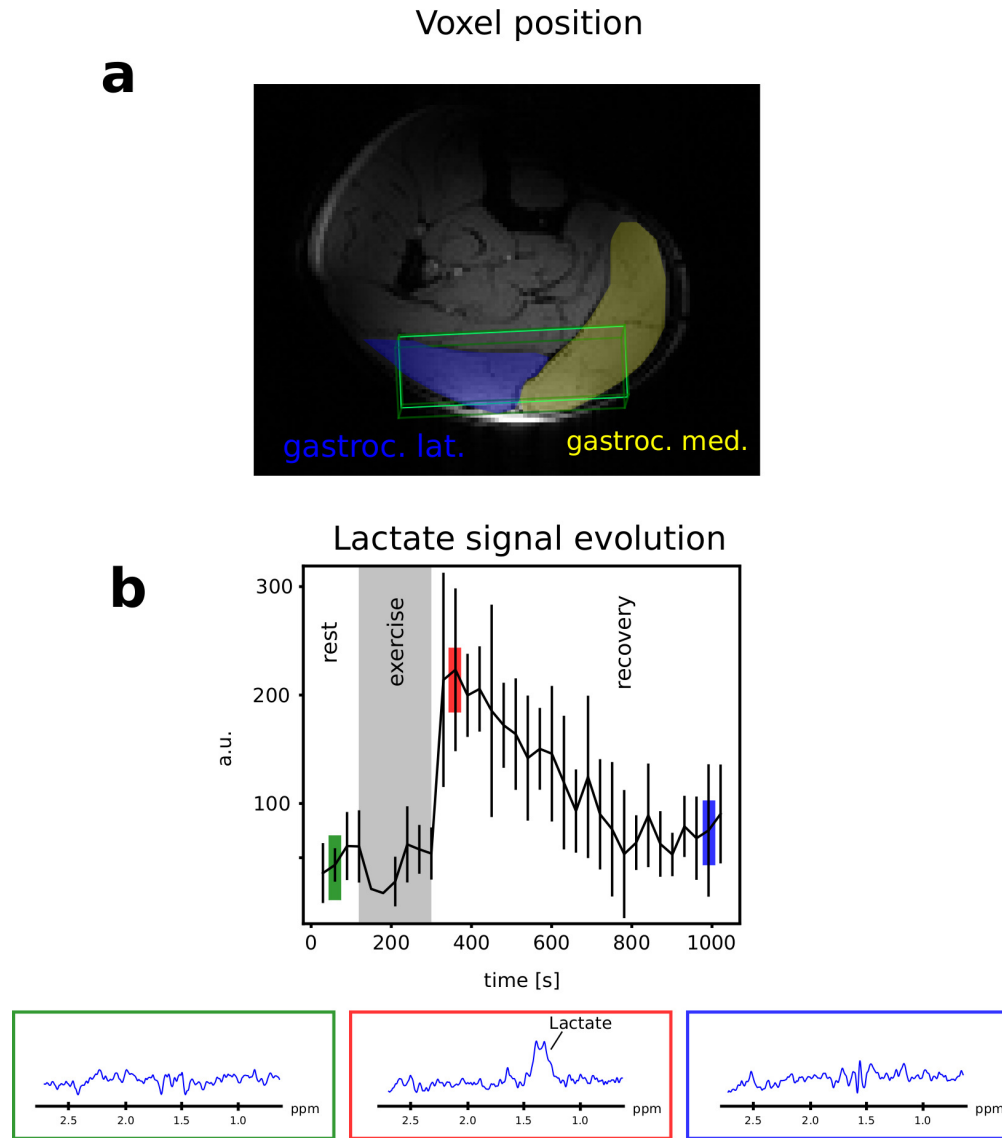 Voxel position
a
gastroc. lat.
gastroc. med.
Lactate signal evolution
b
300
200
100
a.u.
rest
exercise
recovery
0 200 400 600 800 1000
time [s]
Lactate
2.5 2.0 1.5 1.0 ppm
2.5 2.0 1.5 1.0 ppm
2.5 2.0 1.5 1.0 ppm